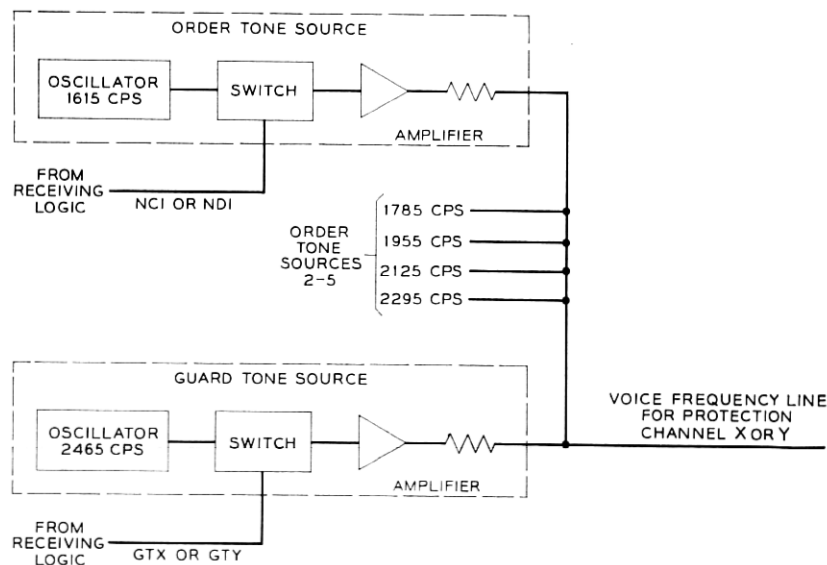 ORDER TONE SOURCE
OSCILLATOR
1615 CPS
SWITCH
AMPLIFIER
FROM
RECEIVING
LOGIC
NCI OR NDI
ORDER
TONE
SOURCES
2-5
1785 CPS
1955 CPS
2125 CPS
2295 CPS
GUARD TONE SOURCE
OSCILLATOR
2465 CPS
SWITCH
AMPLIFIER
VOICE FREQUENCY LINE
FOR PROTECTION
CHANNEL X OR Y
FROM
RECEIVING
LOGIC
GTX OR GTY